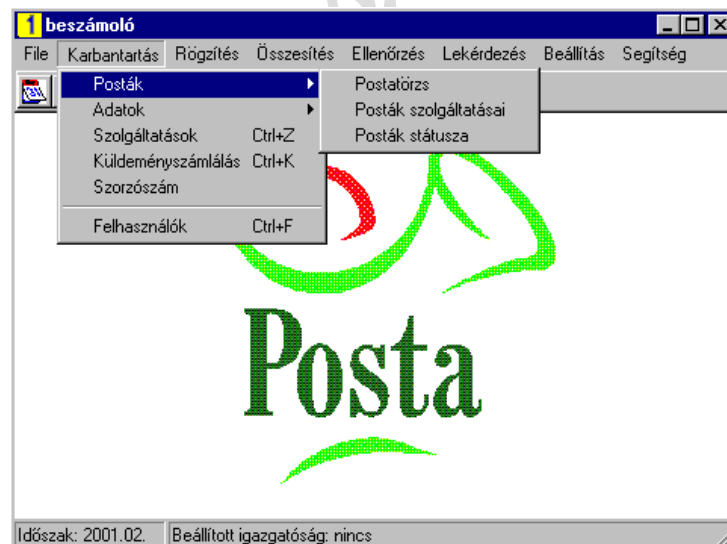 1 beszámoló
File Karbantartás Rögzítés Összesítés Ellenőrzés Lekérdezés Beállítás Segítség
Posták
Adatok
Szolgáltatások Ctrl+Z
Küldeményszámlálás Ctrl+K
Szorzószám
Felhasználók Ctrl+F
Postatörzs
Posták szolgáltatásai
Posták státusza
Posta
Időszak: 2001.02. Beállított igazgatóság: nincs